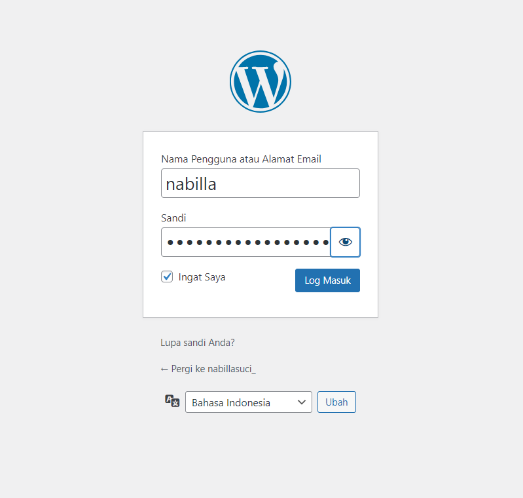 Nama Pengguna atau Alamat Email
nabilla
Sandi
••••••••••••••••
Ingat Saya
Log Masuk
Lupa sandi Anda?
← Pergi ke nabillasuci_
Bahasa Indonesia
Ubah